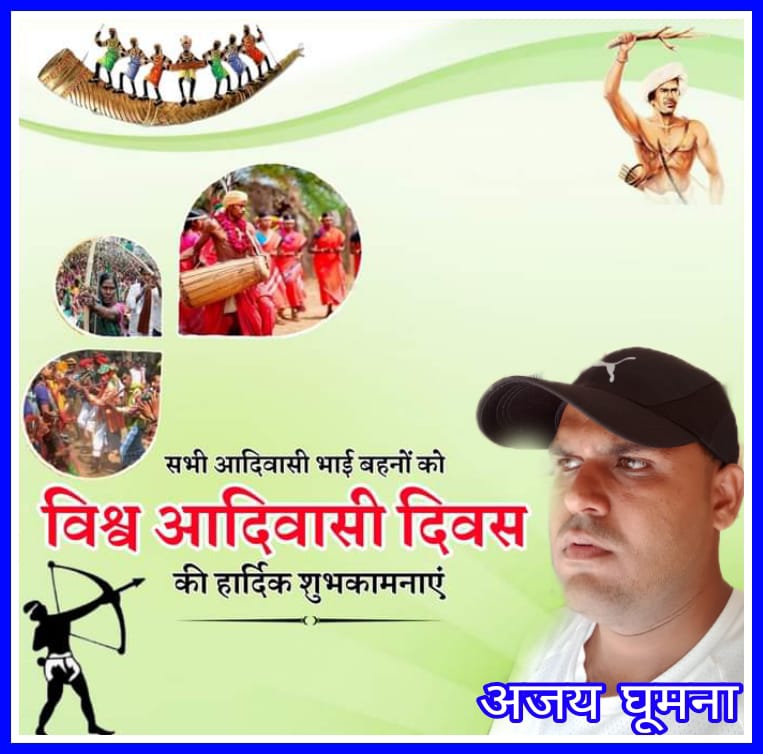 सभी आदिवासी भाई बहनों को
विश्व आदिवासी दिवस
की हार्दिक शुभकामनाएं
अजय घूमना